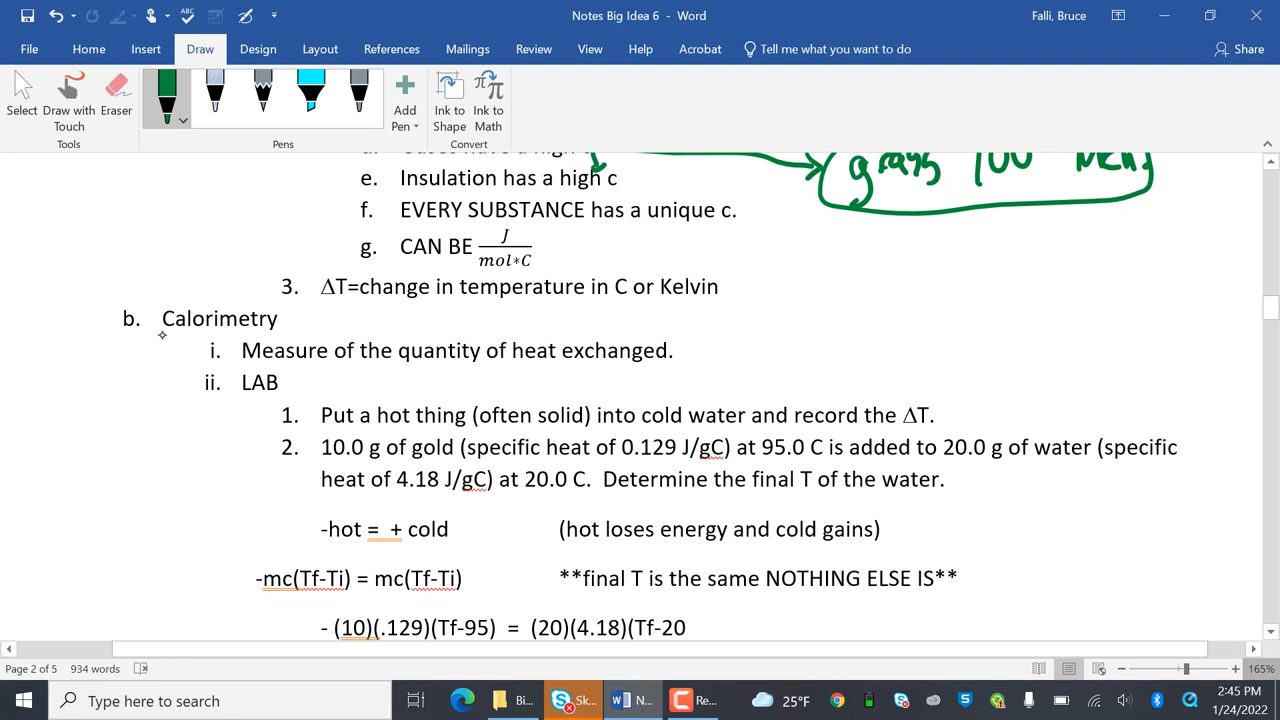 Notes Big Idea 6 - Word
Falli, Bruce
File Home Insert Draw Design Layout References Mailings Review View Help Acrobat Tell me what you want to do Share
Select Draw with Touch Eraser
Add Pen
Ink to Shape Ink to Math
Tools Pens Convert
grass 100
e. Insulation has a high c
f. EVERY SUBSTANCE has a unique c.
g. CAN BE J/mol∗C
3. ΔT=change in temperature in C or Kelvin
b. Calorimetry
i. Measure of the quantity of heat exchanged.
ii. LAB
1. Put a hot thing (often solid) into cold water and record the ΔT.
2. 10.0 g of gold (specific heat of 0.129 J/gC) at 95.0 C is added to 20.0 g of water (specific
heat of 4.18 J/gC) at 20.0 C. Determine the final T of the water.
-hot = + cold (hot loses energy and cold gains)
-mc(Tf-Ti) = mc(Tf-Ti) **final T is the same NOTHING ELSE IS**
- (10)(.129)(Tf-95) = (20)(4.18)(Tf-20
Page 2 of 5 934 words 165%
Type here to search Bi... Sk... N... Re... 25°F 2:45 PM
1/24/2022